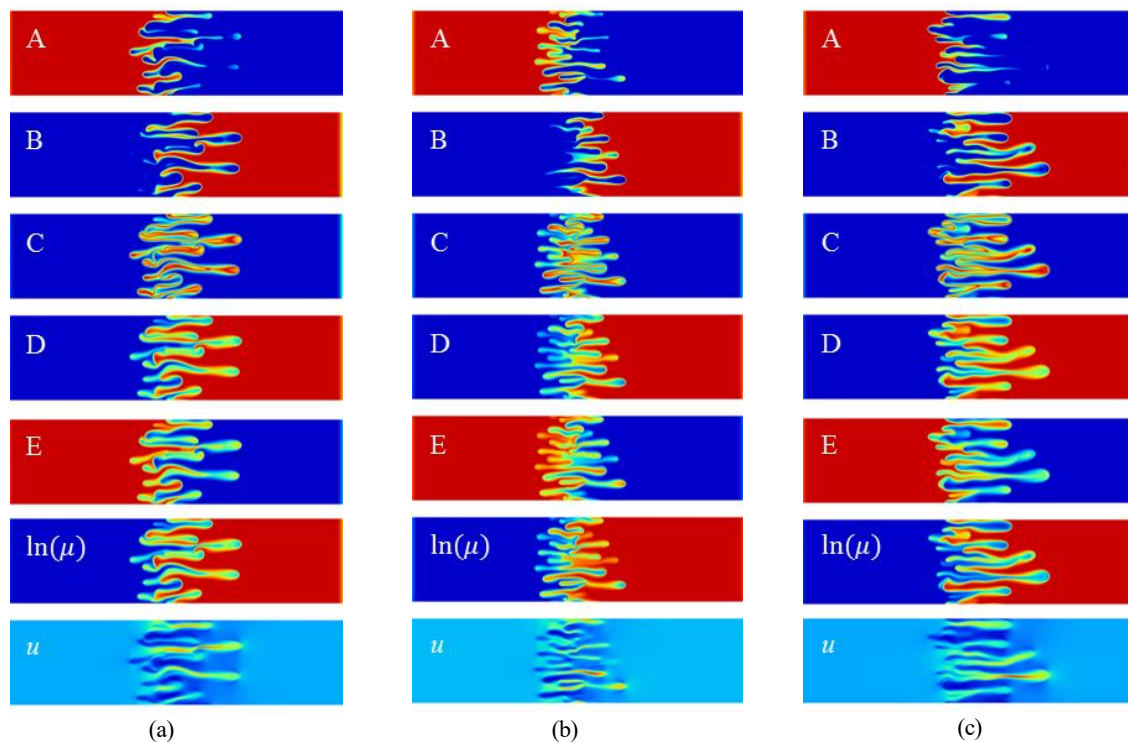 A A A
B B B
C C C
D D D
E E E
ln(μ) ln(μ) ln(μ)
u u u
(a) (b) (c)